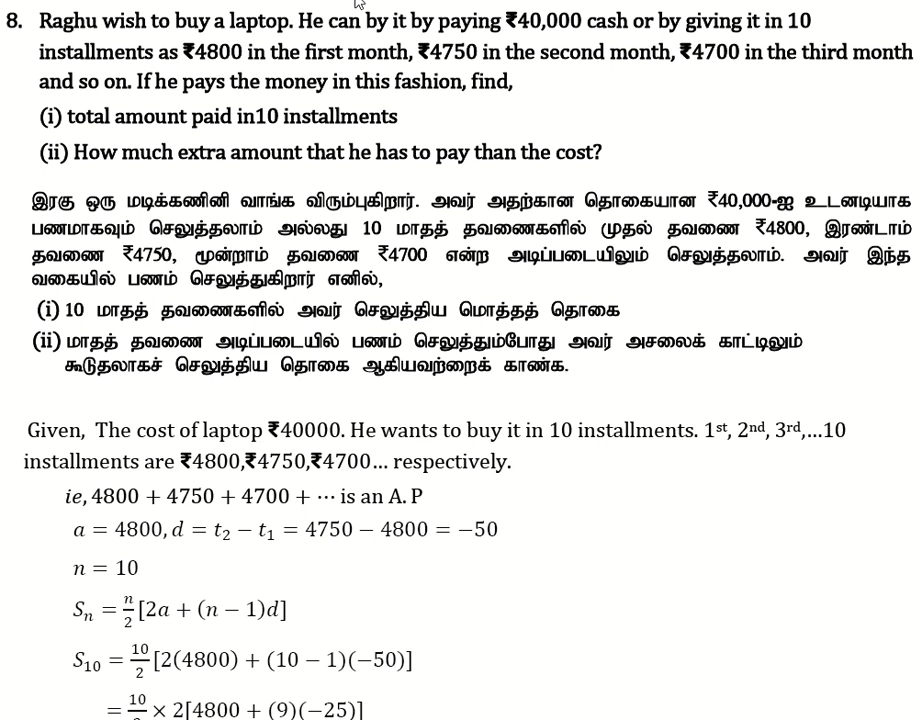 8. Raghu wish to buy a laptop. He can by it by paying ₹40,000 cash or by giving it in 10
installments as ₹4800 in the first month, ₹4750 in the second month, ₹4700 in the third month
and so on. If he pays the money in this fashion, find,
(i) total amount paid in10 installments
(ii) How much extra amount that he has to pay than the cost?
இரகு ஒரு மடிக்கணினி வாங்க விரும்புகிறார். அவர் அதற்கான தொகையான ₹40,000-ஐ உடனடியாக
பணமாகவும் செலுத்தலாம் அல்லது 10 மாதத் தவணைகளில் முதல் தவணை ₹4800, இரண்டாம்
தவணை ₹4750, மூன்றாம் தவணை ₹4700 என்ற அடிப்படையிலும் செலுத்தலாம். அவர் இந்த
வகையில் பணம் செலுத்துகிறார் எனில்,
(i) 10 மாதத் தவணைகளில் அவர் செலுத்திய மொத்தத் தொகை
(ii) மாதத் தவணை அடிப்படையில் பணம் செலுத்தும்போது அவர் அசலைக் காட்டிலும்
கூடுதலாகச் செலுத்திய தொகை ஆகியவற்றைக் காண்க.
Given, The cost of laptop ₹40000. He wants to buy it in 10 installments. 1st, 2nd, 3rd,...10
installments are ₹4800,₹4750,₹4700... respectively.
ie, 4800 + 4750 + 4700 + ⋯ is an A. P
a = 4800, d = t₂ − t₁ = 4750 − 4800 = −50
n = 10
Sₙ = n/2 [2a + (n − 1)d]
S₁₀ = 10/2 [2(4800) + (10 − 1)(−50)]
= 10/2 × 2[4800 + (9)(−25)]